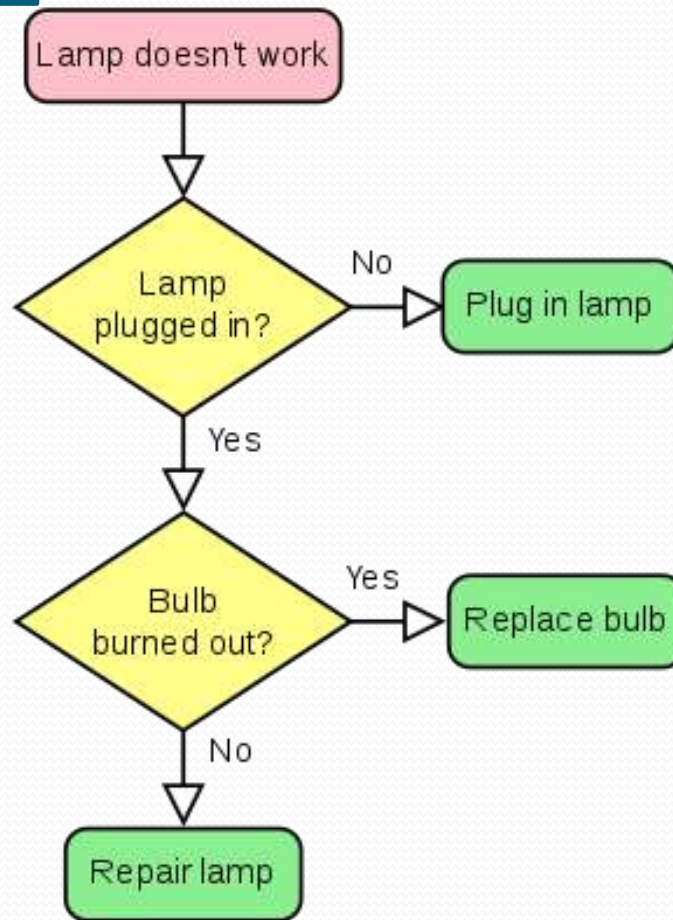 Lamp doesn't work
Lamp
plugged in?
No
Plug in lamp
Yes
Bulb
burned out?
Yes
Replace bulb
No
Repair lamp